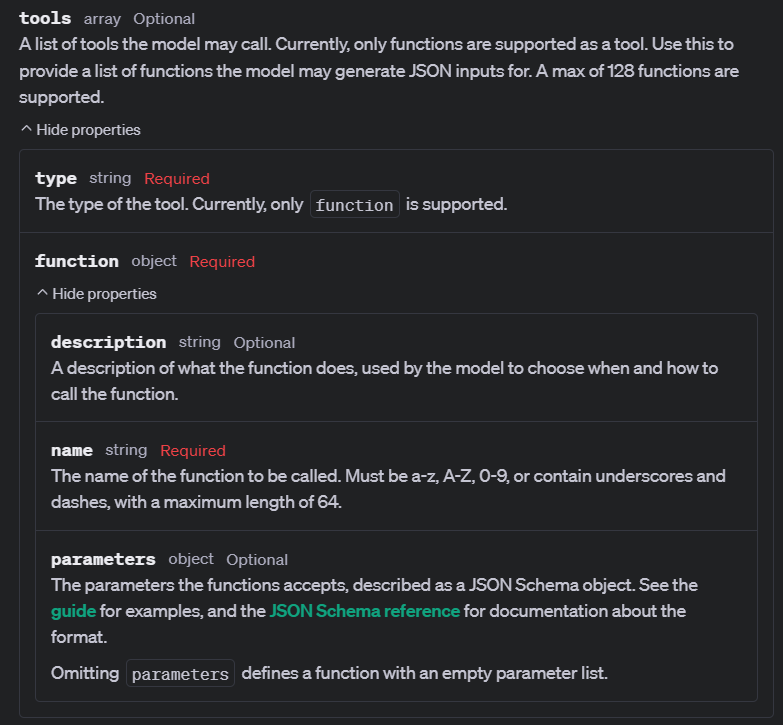 tools array Optional
A list of tools the model may call. Currently, only functions are supported as a tool. Use this to
provide a list of functions the model may generate JSON inputs for. A max of 128 functions are
supported.
Hide properties
type string Required
The type of the tool. Currently, only function is supported.
function object Required
Hide properties
description string Optional
A description of what the function does, used by the model to choose when and how to
call the function.
name string Required
The name of the function to be called. Must be a-z, A-Z, 0-9, or contain underscores and
dashes, with a maximum length of 64.
parameters object Optional
The parameters the functions accepts, described as a JSON Schema object. See the
guide for examples, and the JSON Schema reference for documentation about the
format.
Omitting parameters defines a function with an empty parameter list.